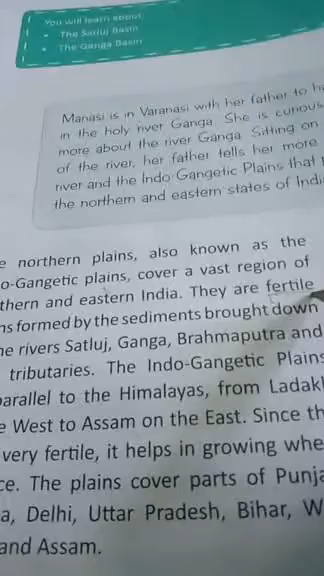 You will learn about
• The Satluj Basin
• The Ganga Basin
Manasi is in Varanasi with her father to
in the holy river Ganga. She is curious
more about the river Ganga. Sitting on
of the river, her father tells her more
river and the Indo-Gangetic Plains that
the northern and eastern states of
northern plains, also known as the
o-Gangetic plains, cover a vast region of
thern and eastern India. They are fertile
ns formed by the sediments brought down
rivers Satluj, Ganga, Brahmaputra and
tributaries. The Indo-Gangetic Plains
parallel to the Himalayas, from
West to Assam on the East. Since
very fertile, it helps in growing
The plains cover parts of
Delhi, Uttar Pradesh, Bihar,
and Assam.